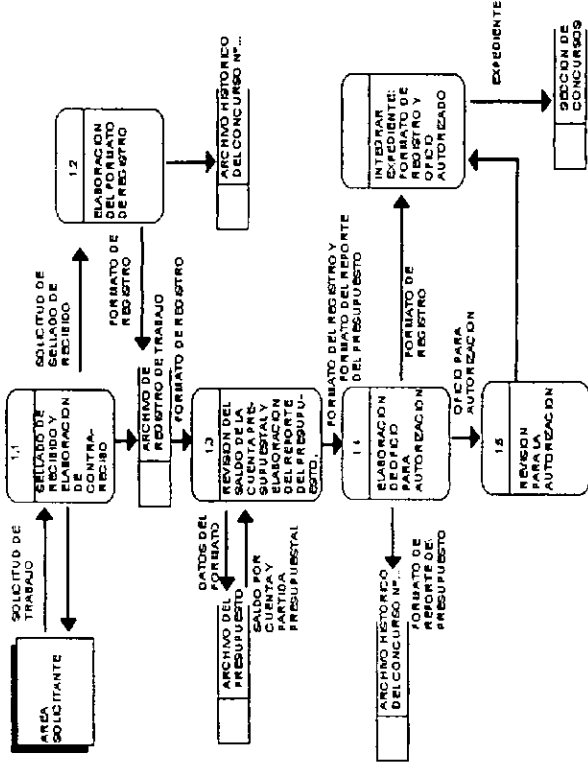 AREA
SOLICITANTE
SOLICITUD DE
TRABAJO
1.1
SELLADO DE
RECIBIDO Y
ELABORACION
DE
CONTRA-
RECIBO
SOLICITUD DE
SELLADO DE
RECIBIDO
1.2
ELABORACION
DEL FORMATO
DE REGISTRO
ARCHIVO HISTORICO
DEL CONCURSO Nº...
FORMATO DE
REGISTRO
ARCHIVO DE
REGISTRO DE TRABAJO
FORMATO DE REGISTRO
1.3
REVISION DEL
SALDO DE LA
CUENTA PRE-
SUPUESTAL Y
ELABORACION
DEL REPORTE
DEL PRESUPU-
ESTO.
DATOS DEL
FORMATO
ARCHIVO DEL
PRESUPUESTO
SALDO POR
CUENTA Y
PARTIDA
PRESUPUESTAL
FORMATO DEL REGISTRO Y
FORMATO DEL REPORTE
DEL PRESUPUESTO
1.4
ELABORACION
DE OFICIO
PARA
AUTORIZACION
ARCHIVO HISTORICO
DEL CONCURSO Nº...
FORMATO DE
REPORTE DEL
PRESUPUESTO
FORMATO DE
REGISTRO
OFICIO PARA
AUTORIZACION
1.5
REVISION
PARA LA
AUTORIZACION
INTEGRAR
EXPEDIENTE:
FORMATO DE
REGISTRO Y
OFICIO
AUTORIZADO
EXPEDIENTE
SECCION DE
CONCURSOS